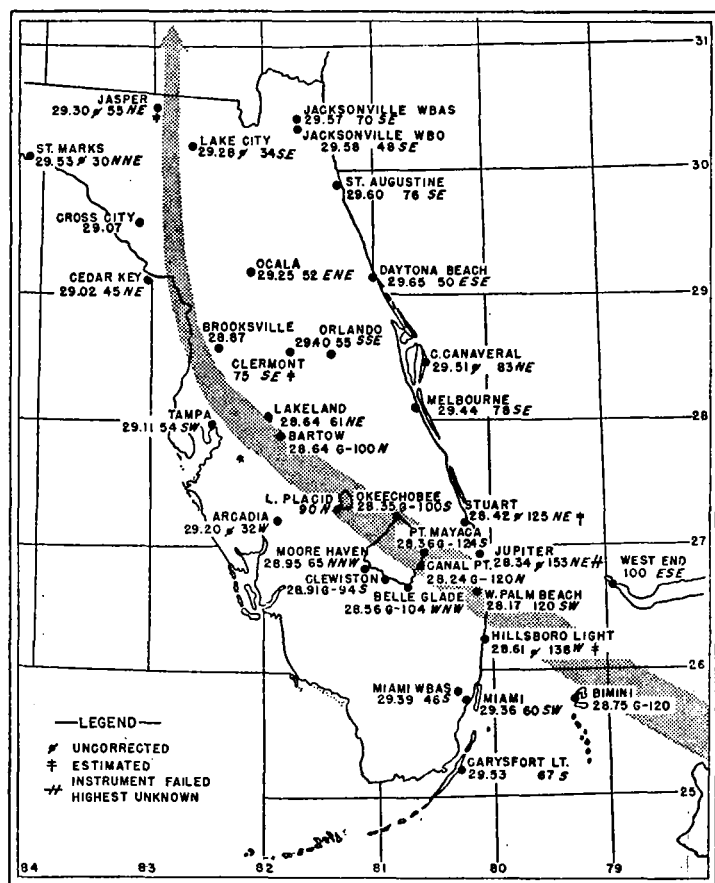 31
JASPER
29.30 ø 55 NE
‡
JACKSONVILLE WBAS
29.57 70 SE
JACKSONVILLE WBO
29.58 48 SE
LAKE CITY
29.28 ø 34 SE
ST. MARKS
29.53 ø 30 NNE
30
ST. AUGUSTINE
29.60 76 SE
CROSS CITY
29.07
OCALA
29.25 52 ENE
CEDAR KEY
29.02 45 NE
DAYTONA BEACH
29.65 50 ESE
29
BROOKSVILLE
28.87
ORLANDO
29.40 55 SSE
CLERMONT
75 SE ‡
C. CANAVERAL
29.51 ø 83 NE
MELBOURNE
29.44 78 SE
28
LAKELAND
28.64 61 NE
TAMPA
29.11 54 SW
BARTOW
28.64 G-100 N
L. PLACID
90 N
OKEECHOBEE
28.35 G-100 S
STUART
28.42 ø 125 NE ‡
ARCADIA
29.20 ø 32 W
PT. MAYACA
28.36 G-124 S
27
MOORE HAVEN
28.95 65 NNW
CANAL PT.
28.24 G-120 N
JUPITER
28.34 ø 153 NE #
WEST END
100 ESE
CLEWISTON
28.91 G-94 S
BELLE GLADE
28.56 G-104 WNW
W. PALM BEACH
28.17 120 SW
HILLSBORO LIGHT
28.61 ø 138 W ‡
26
MIAMI WBAS
29.39 46 S
MIAMI
29.36 60 SW
BIMINI
28.75 G-120
LEGEND
ø UNCORRECTED
‡ ESTIMATED
# INSTRUMENT FAILED
HIGHEST UNKNOWN
CARYSFORT LT.
29.53 67 S
25
84 83 82 81 80 79